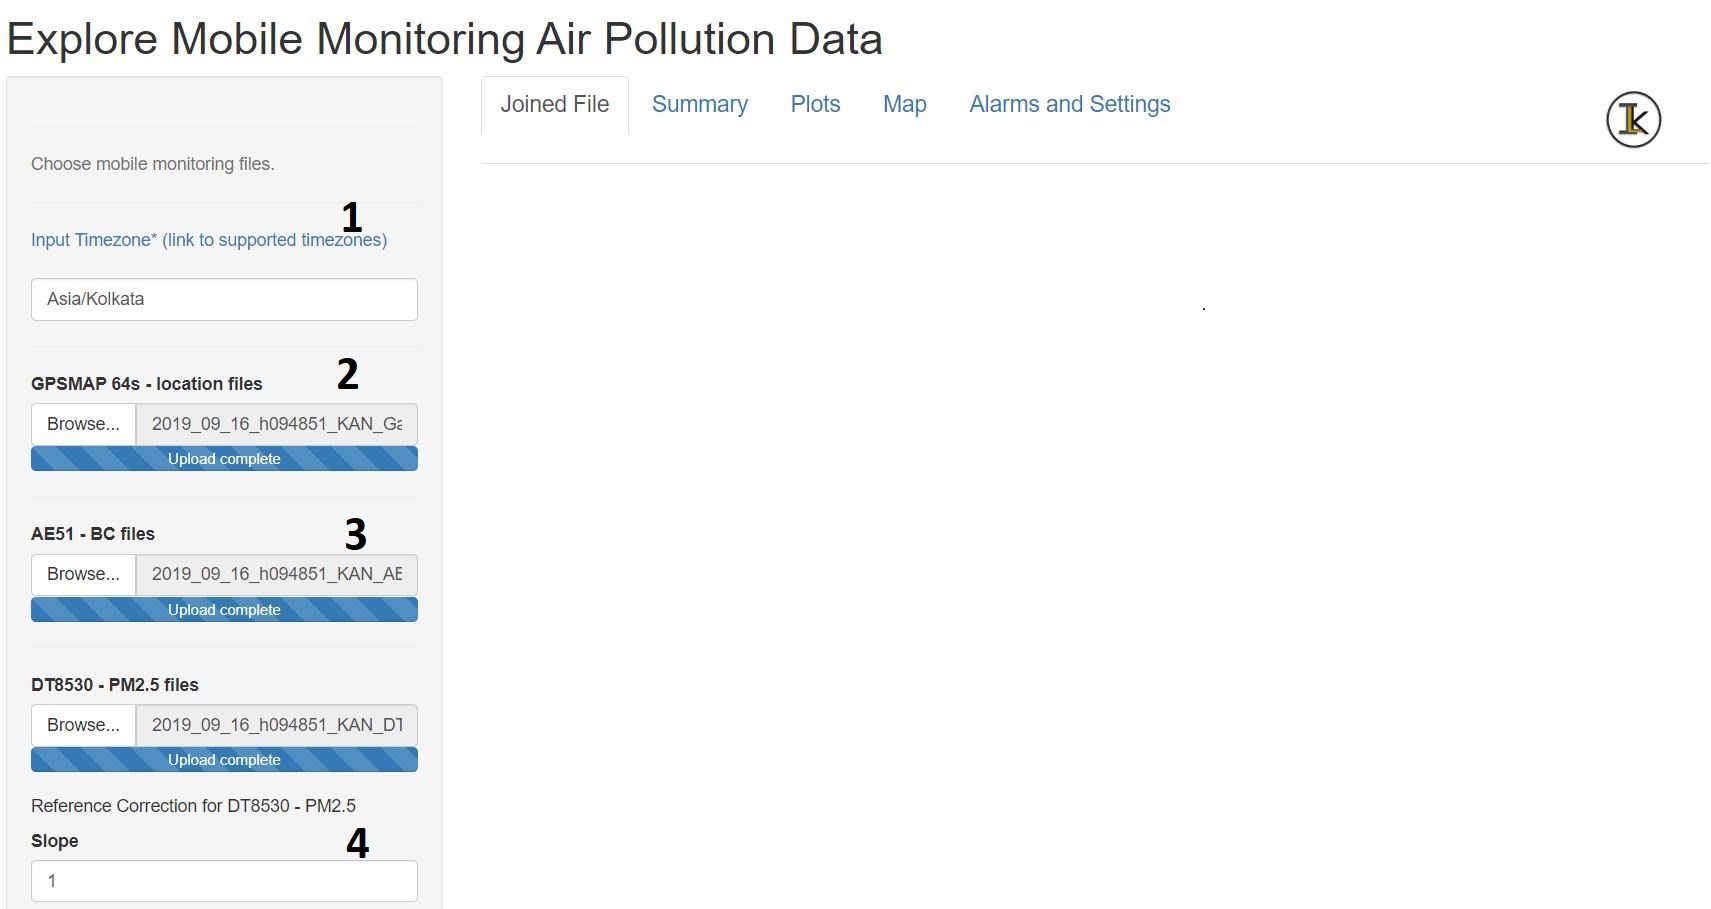 Explore Mobile Monitoring Air Pollution Data
Joined File Summary Plots Map Alarms and Settings
Choose mobile monitoring files.
1
Input Timezone* (link to supported timezones)
Asia/Kolkata
2
GPSMAP 64s - location files
Browse... 2019_09_16_h094851_KAN_Ga
Upload complete
3
AE51 - BC files
Browse... 2019_09_16_h094851_KAN_AE
Upload complete
DT8530 - PM2.5 files
Browse... 2019_09_16_h094851_KAN_DT
Upload complete
Reference Correction for DT8530 - PM2.5
4
Slope
1
.